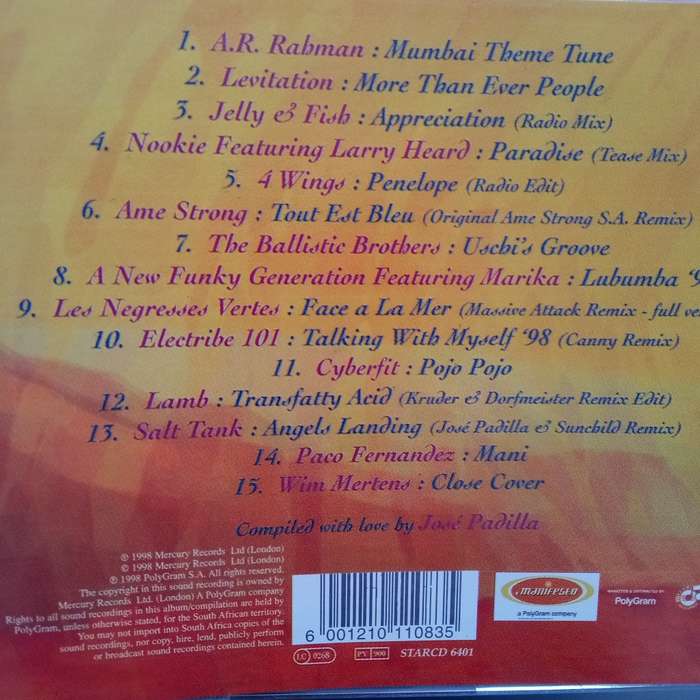 1. A.R. Rahman : Mumbai Theme Tune
2. Levitation : More Than Ever People
3. Jelly & Fish : Appreciation (Radio Mix)
4. Nookie Featuring Larry Heard : Paradise (Tease Mix)
5. 4 Wings : Penelope (Radio Edit)
6. Ame Strong : Tout Est Bleu (Original Ame Strong S.A. Remix)
7. The Ballistic Brothers : Uschi's Groove
8. A New Funky Generation Featuring Marika : Lubumba '9
9. Les Negresses Vertes : Face a La Mer (Massive Attack Remix - full ve
10. Electribe 101 : Talking With Myself '98 (Canny Remix)
11. Cyberfit : Pojo Pojo
12. Lamb : Transfatty Acid (Kruder & Dorfmeister Remix Edit)
13. Salt Tank : Angels Landing (José Padilla & Sunchild Remix)
14. Paco Fernandez : Mani
15. Wim Mertens : Close Cover
Compiled with love by José Padilla
℗ 1998 Mercury Records Ltd (London)
© 1998 Mercury Records Ltd (London)
℗ 1998 PolyGram S.A. All rights reserved.
The copyright in this sound recording is owned by
Mercury Records Ltd. (London) A PolyGram company
Rights to all sound recordings in this album/compilation are held by
PolyGram, unless otherwise stated, for the South African territory.
You may not import into South Africa copies of the
sound recordings, nor copy, hire, lend, publicly perform
or broadcast sound recordings contained herein.
6 001210 110835
LC 0268
PY 900
STARCD 6401
MANIFESTO
a PolyGram company
MARKETED & DISTRIBUTED BY
PolyGram